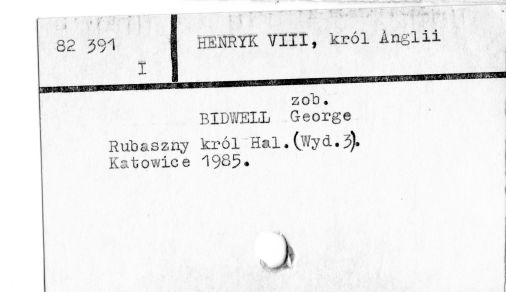 82 391
I
HENRYK VIII, król Anglii
zob.
BIDWELL George
Rubaszny król Hal.(Wyd.3).
Katowice 1985.